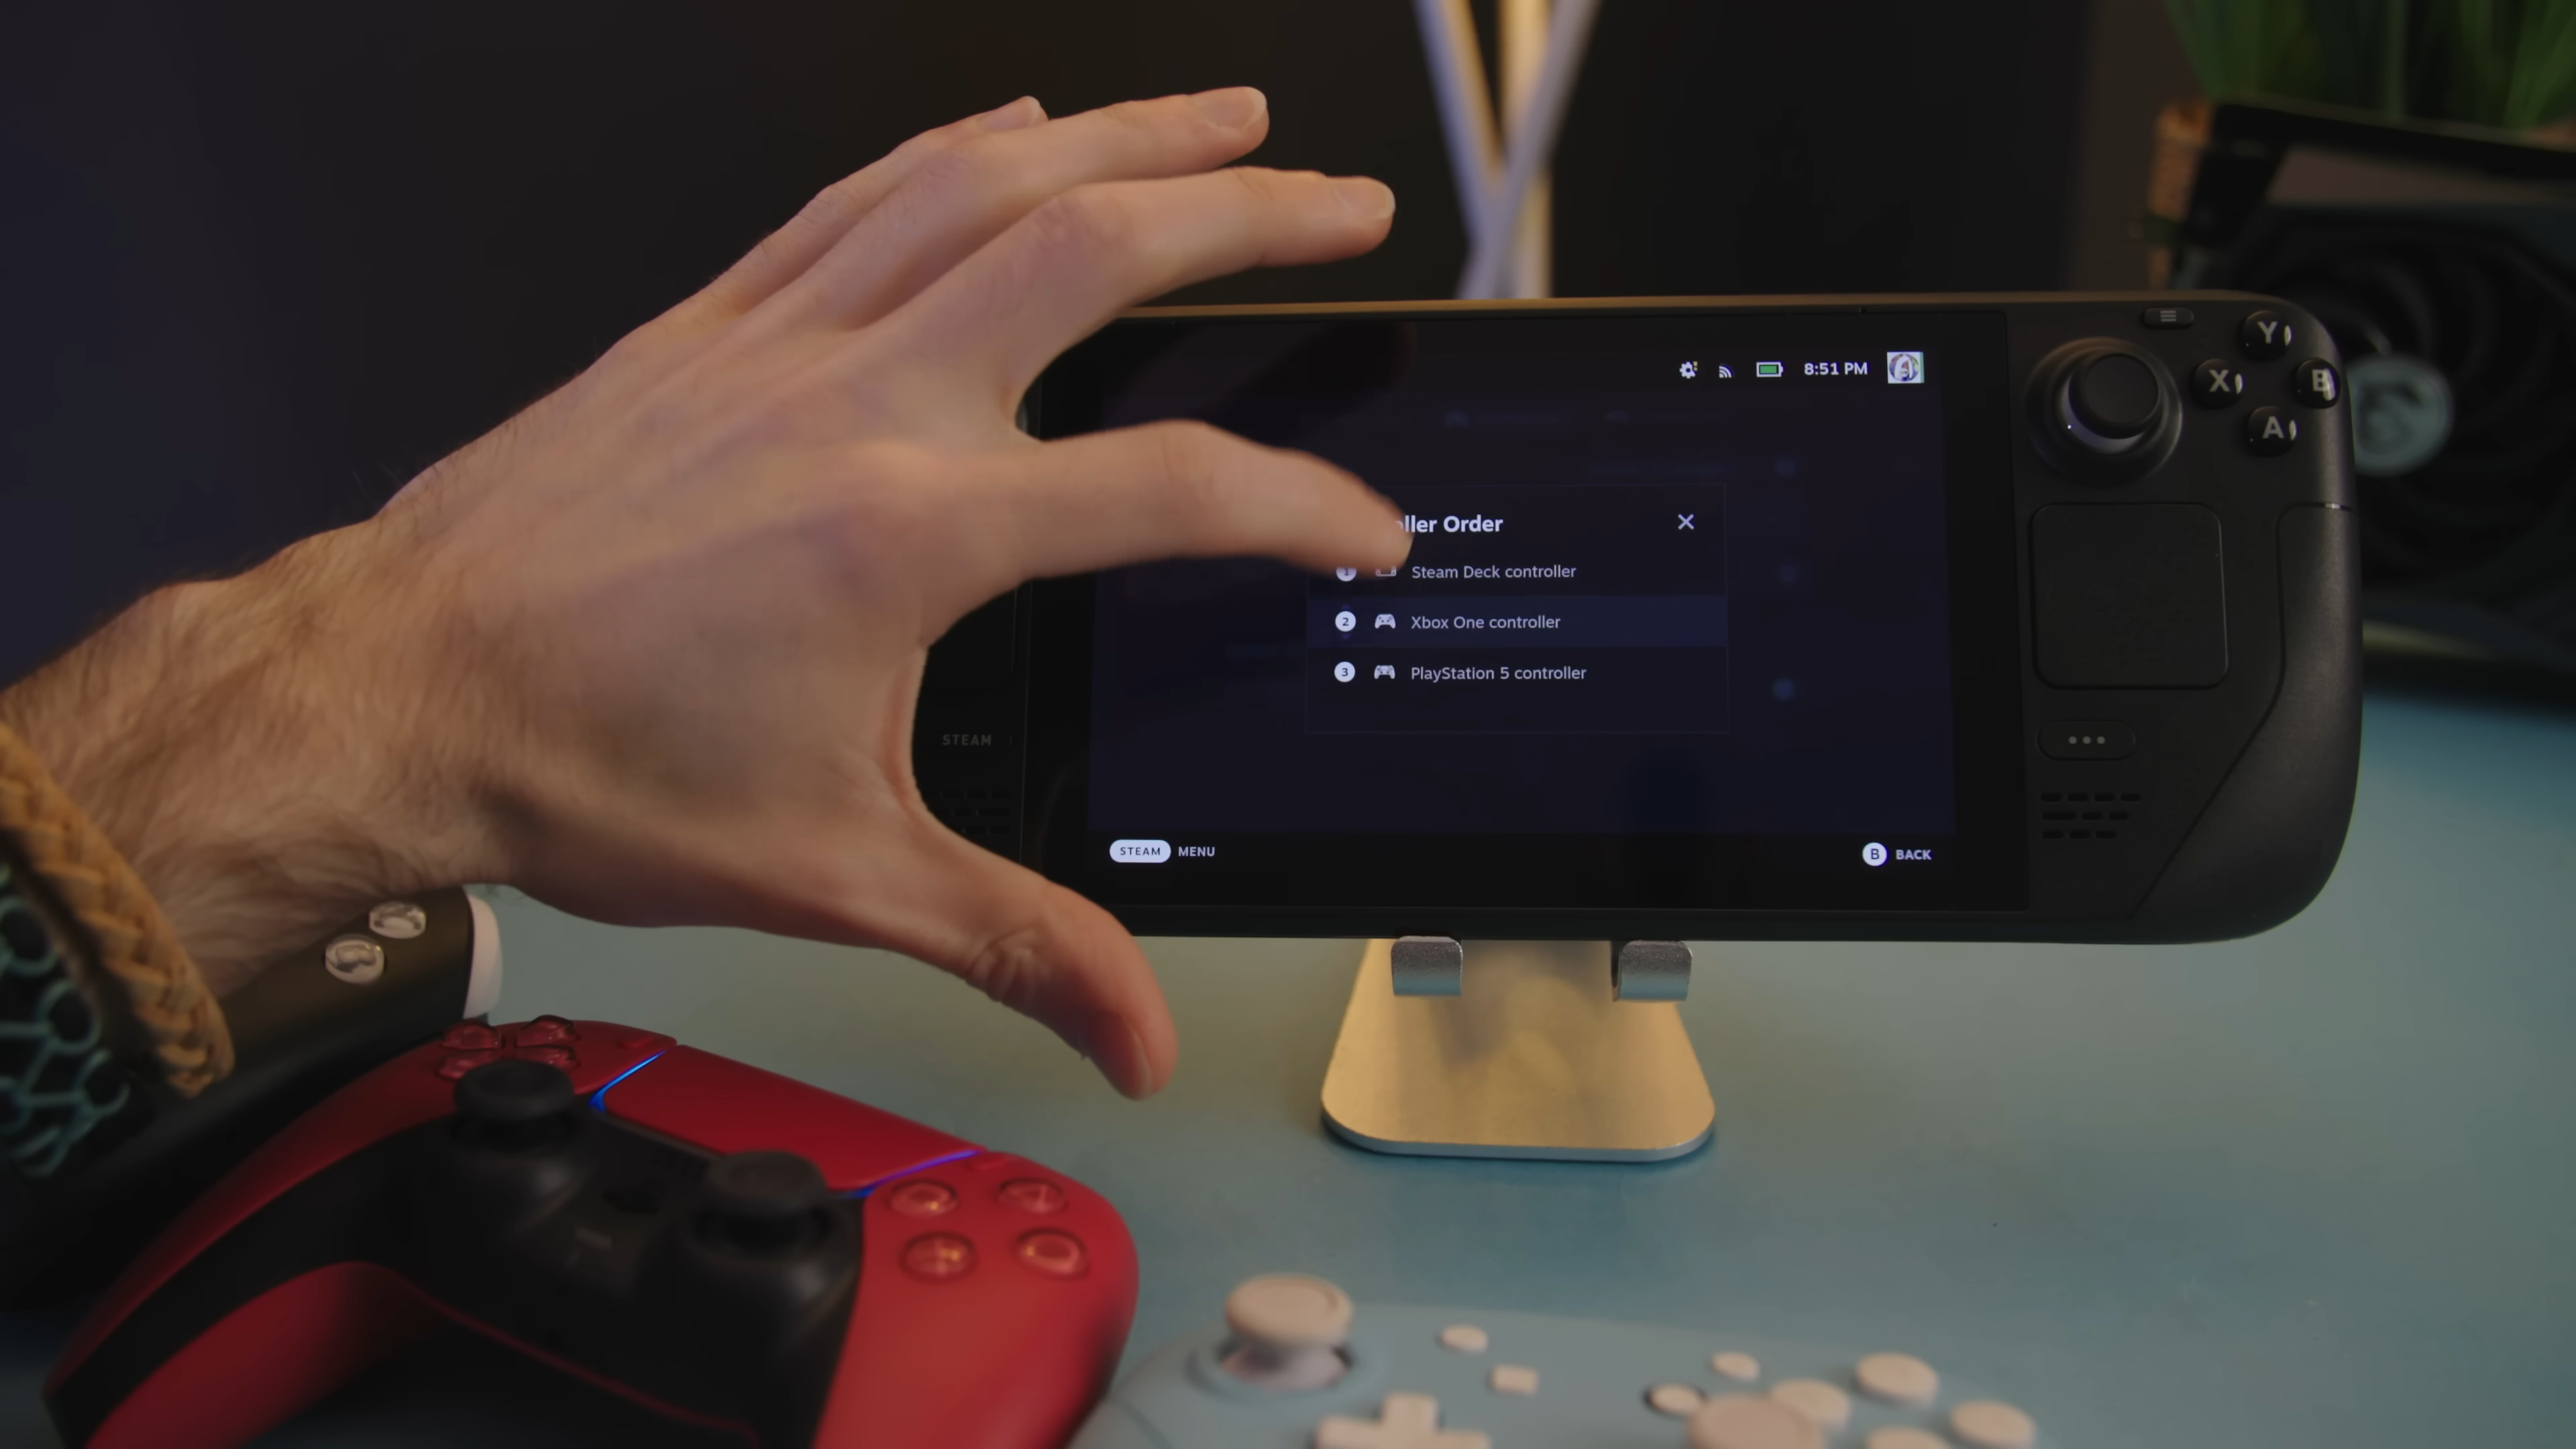 8:51 PM
ller Order
1 Steam Deck controller
2 Xbox One controller
3 PlayStation 5 controller
STEAM MENU
B BACK
STEAM
Y
X
B
A